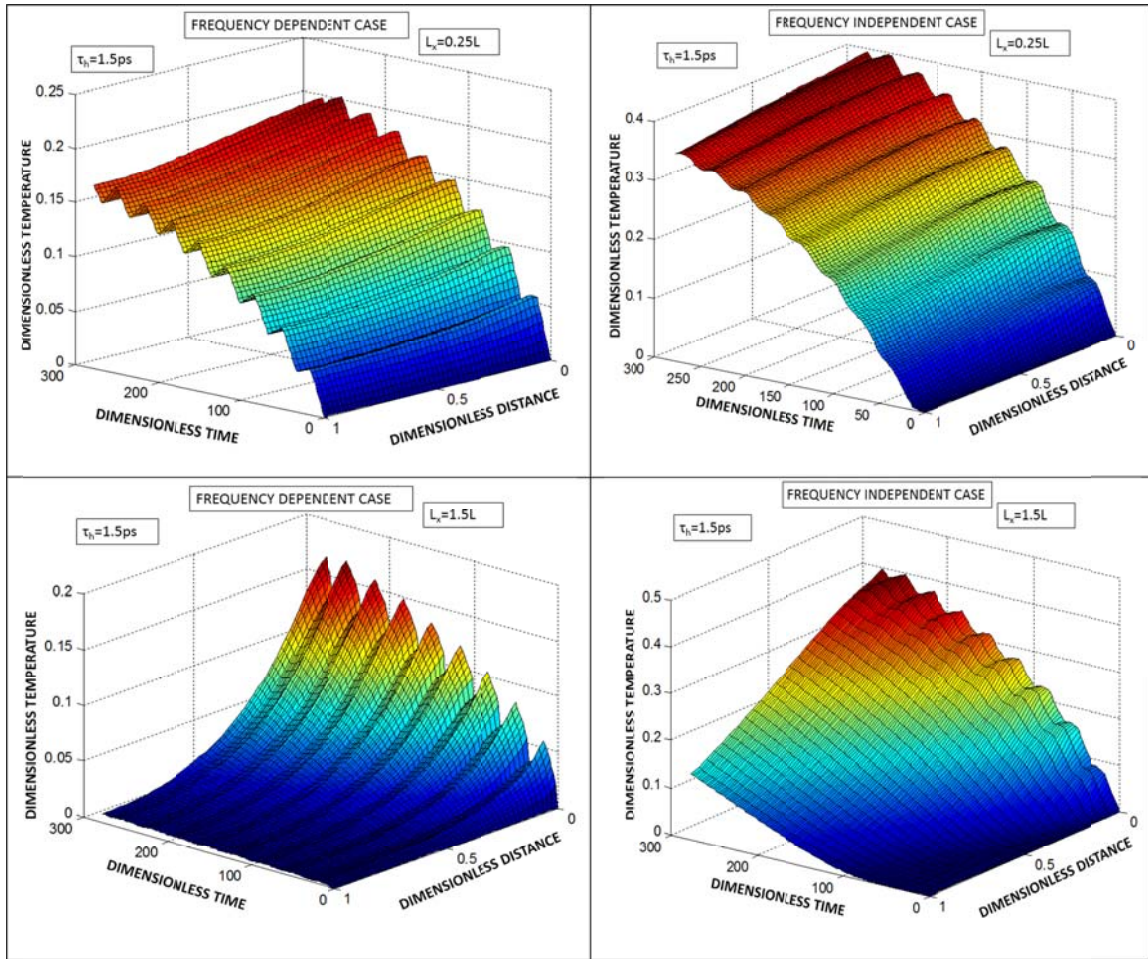 FREQUENCY DEPENDENT CASE
τh=1.5ps
Lx=0.25L
0.25
0.2
0.15
0.1
0.05
0
DIMENSIONLESS TEMPERATURE
300
200
100
0
DIMENSIONLESS TIME
1
0.5
0
DIMENSIONLESS DISTANCE
FREQUENCY INDEPENDENT CASE
τh=1.5ps
Lx=0.25L
0.4
0.3
0.2
0.1
0
DIMENSIONLESS TEMPERATURE
300
250
200
150
100
50
0
DIMENSIONLESS TIME
1
0.5
0
DIMENSIONLESS DISTANCE
FREQUENCY DEPENDENT CASE
τh=1.5ps
Lx=1.5L
0.2
0.15
0.1
0.05
0
DIMENSIONLESS TEMPERATURE
300
200
100
0
DIMENSIONLESS TIME
1
0.5
0
DIMENSIONLESS DISTANCE
FREQUENCY INDEPENDENT CASE
τh=1.5ps
Lx=1.5L
0.5
0.4
0.3
0.2
0.1
0
DIMENSIONLESS TEMPERATURE
300
200
100
0
DIMENSIONLESS TIME
1
0.5
0
DIMENSIONLESS DISTANCE